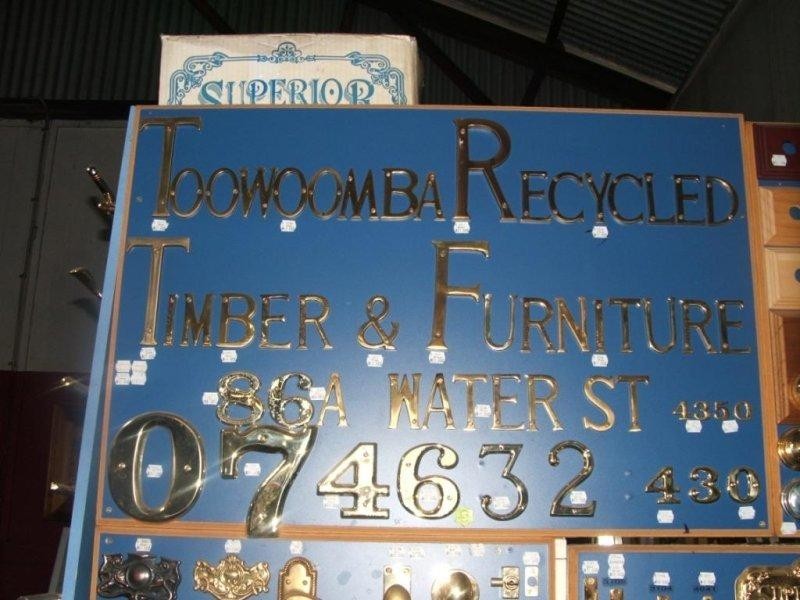 SUPERIOR
TOOWOOMBA RECYCLED
TIMBER & FURNITURE
86A WATER ST 4350
074632 430